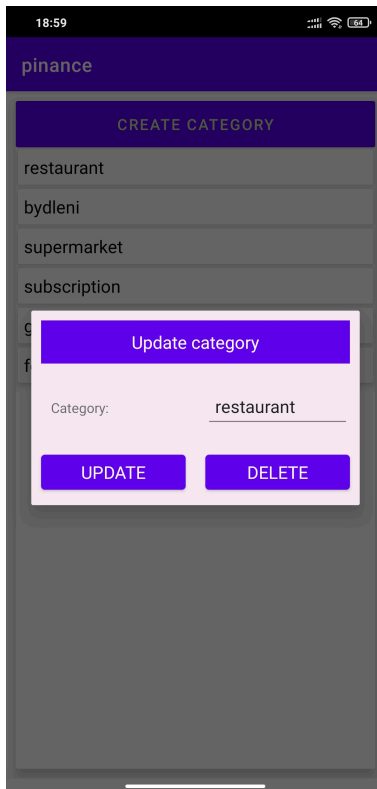 18:59
64
pinance
CREATE CATEGORY
restaurant
bydleni
supermarket
subscription
Update category
Category:
restaurant
UPDATE
DELETE